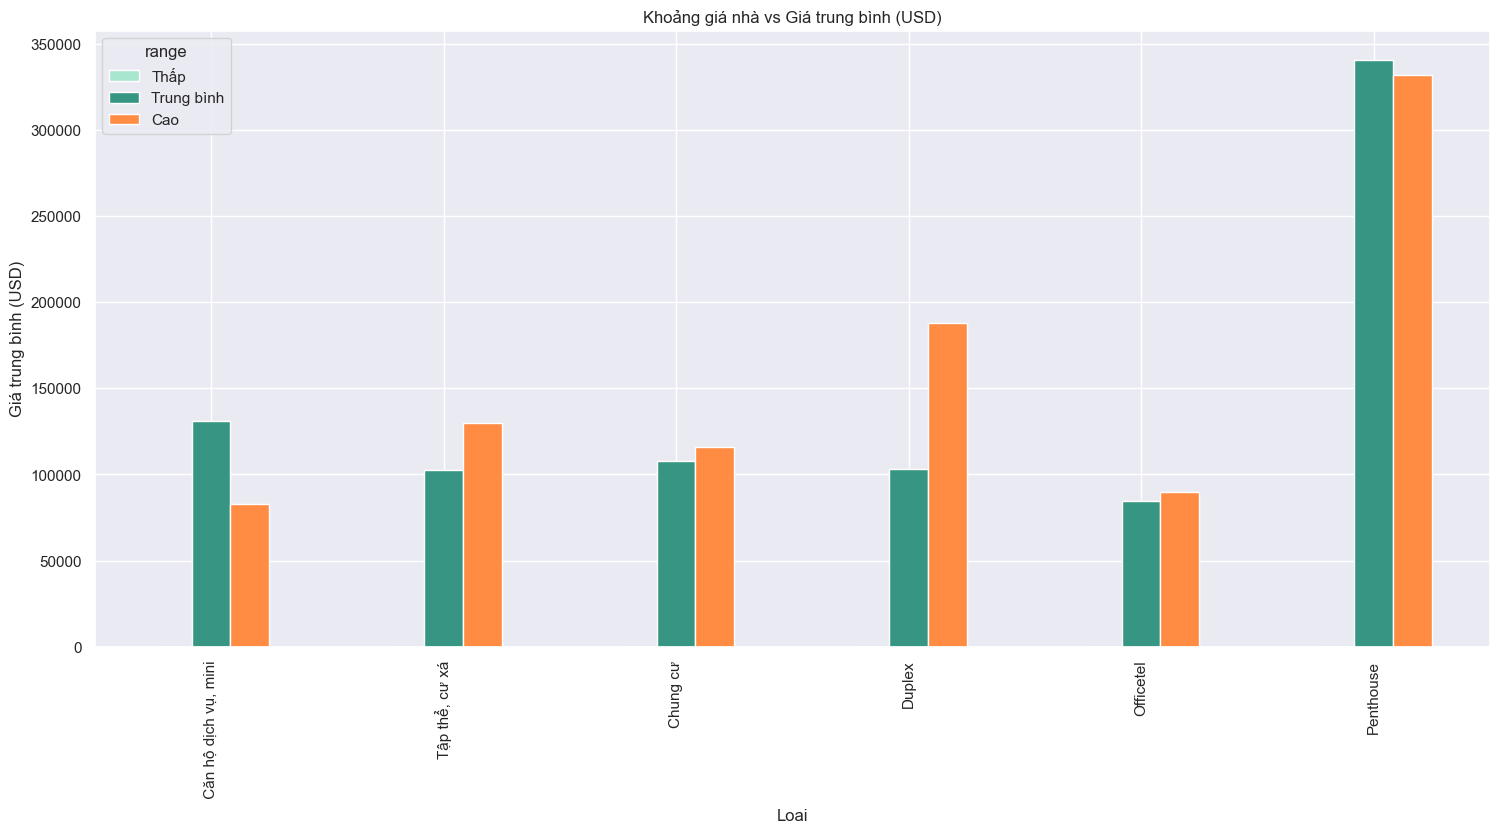 Khoảng giá nhà vs Giá trung bình (USD)
range
Thấp
Trung bình
Cao
350000
300000
250000
200000
150000
100000
50000
0
Giá trung bình (USD)
Căn hộ dịch vụ, mini
Tập thể, cư xá
Chung cư
Duplex
Officetel
Penthouse
Loai